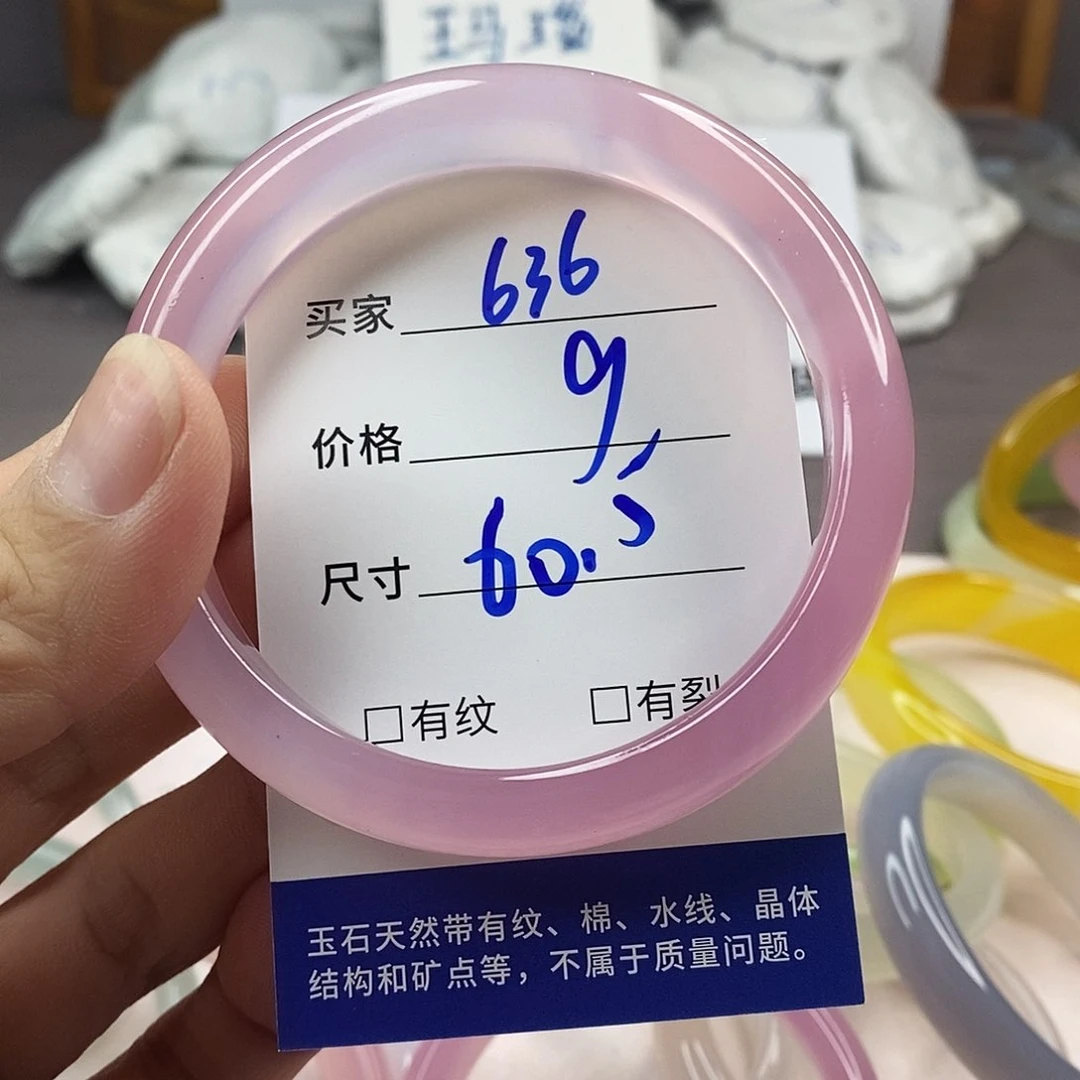 玛瑙
买家 636
价格 9
尺寸 60.5
□有纹 □有裂
玉石天然带有纹、棉、水线、晶体
结构和矿点等，不属于质量问题。